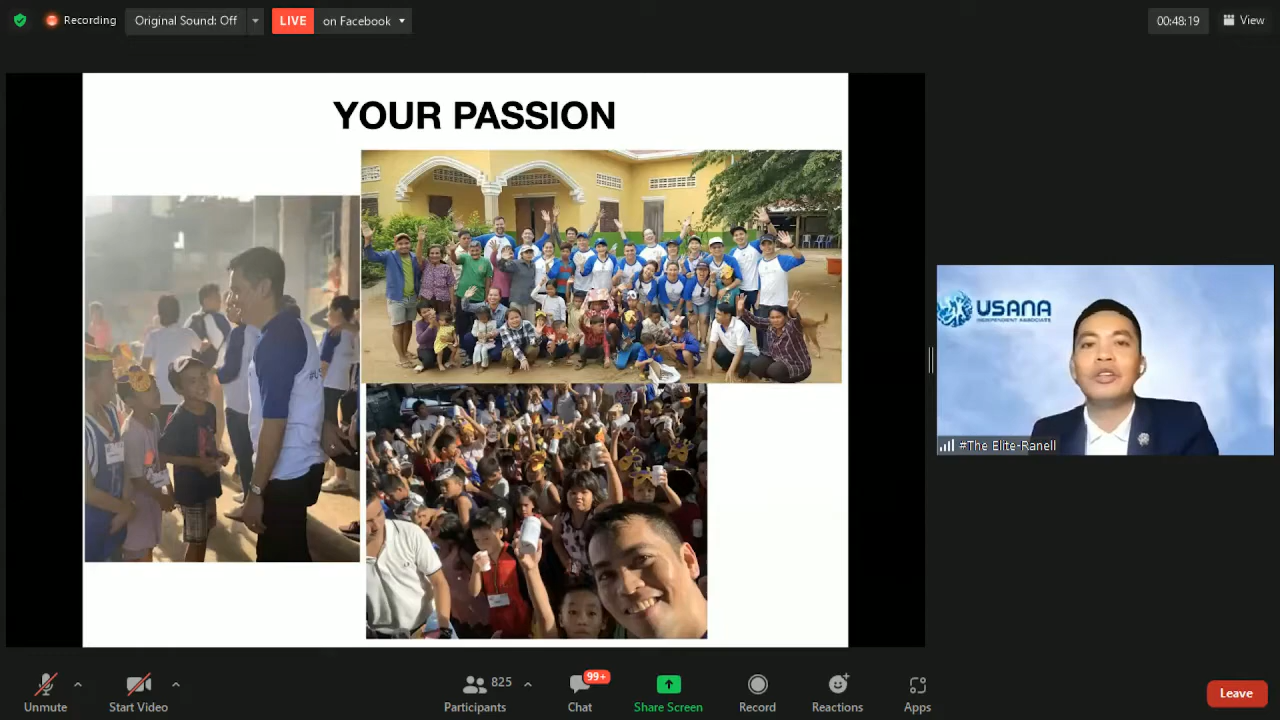 Recording
Original Sound: Off
LIVE on Facebook
00:48:19
View
YOUR PASSION
USANA
INDEPENDENT ASSOCIATE
#The Elite-Ranell
Unmute
Start Video
825
Participants
99+
Chat
Share Screen
Record
Reactions
Apps
Leave